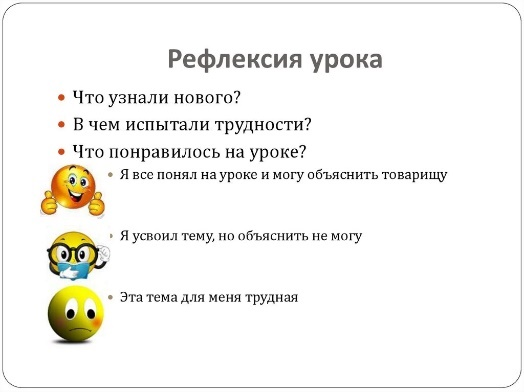 Рефлексия урока
• Что узнали нового?
• В чем испытали трудности?
• Что понравилось на уроке?
• Я все понял на уроке и могу объяснить товарищу
• Я усвоил тему, но объяснить не могу
• Эта тема для меня трудная